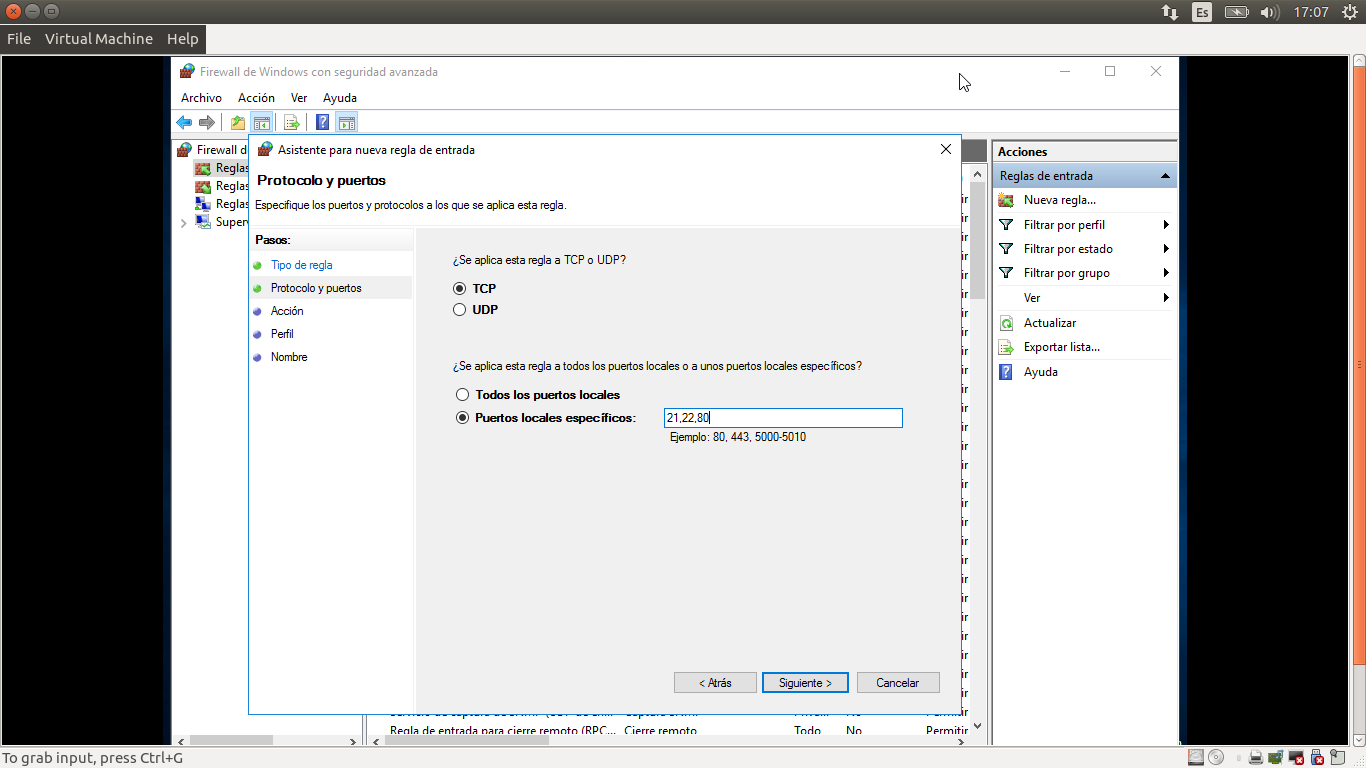 Es
17:07
File Virtual Machine Help
Firewall de Windows con seguridad avanzada
Archivo Acción Ver Ayuda
Firewall d
Reglas
Reglas
Reglas
Super
Asistente para nueva regla de entrada
Protocolo y puertos
Especifique los puertos y protocolos a los que se aplica esta regla.
Pasos:
Tipo de regla
Protocolo y puertos
Acción
Perfil
Nombre
¿Se aplica esta regla a TCP o UDP?
TCP
UDP
¿Se aplica esta regla a todos los puertos locales o a unos puertos locales específicos?
Todos los puertos locales
Puertos locales específicos: 21,22,80
Ejemplo: 80, 443, 5000-5010
< Atrás Siguiente > Cancelar
Regla de entrada para cierre remoto (RPC... Cierre remoto Todo No Permitir
Acciones
Reglas de entrada
Nueva regla...
Filtrar por perfil
Filtrar por estado
Filtrar por grupo
Ver
Actualizar
Exportar lista...
Ayuda
To grab input, press Ctrl+G